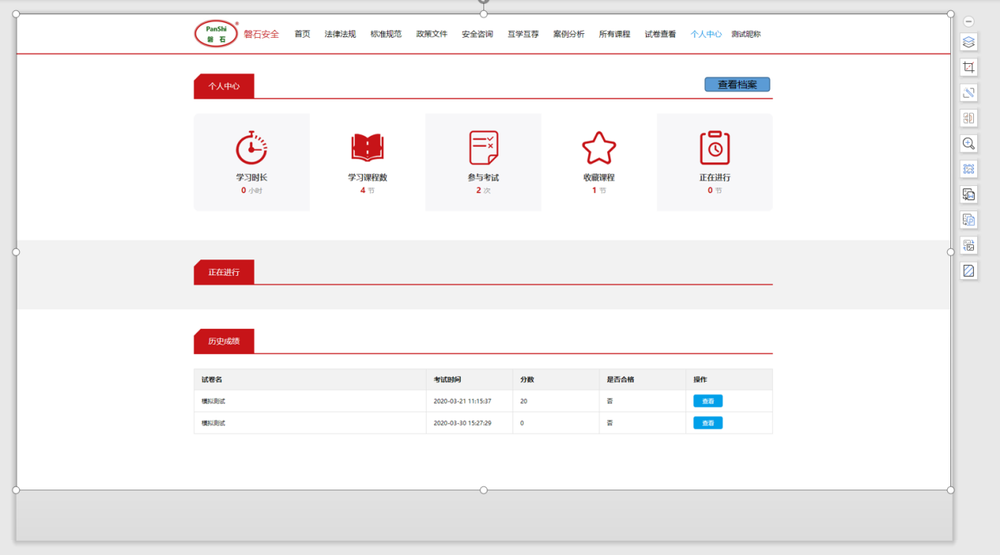 PanShi
磐 石
®
磐石安全 首页 法律法规 标准规范 政策文件 安全咨询 互学互荐 案例分析 所有课程 试卷查看 个人中心 测试昵称
个人中心 查看档案
学习时长 学习课程数 参与考试 收藏课程 正在进行
0 小时 4 节 2 次 1 节 0 节
正在进行
历史成绩
试卷名 考试时间 分数 是否合格 操作
模拟测试 2020-03-21 11:15:37 20 否 查看
模拟测试 2020-03-30 15:27:29 0 否 查看